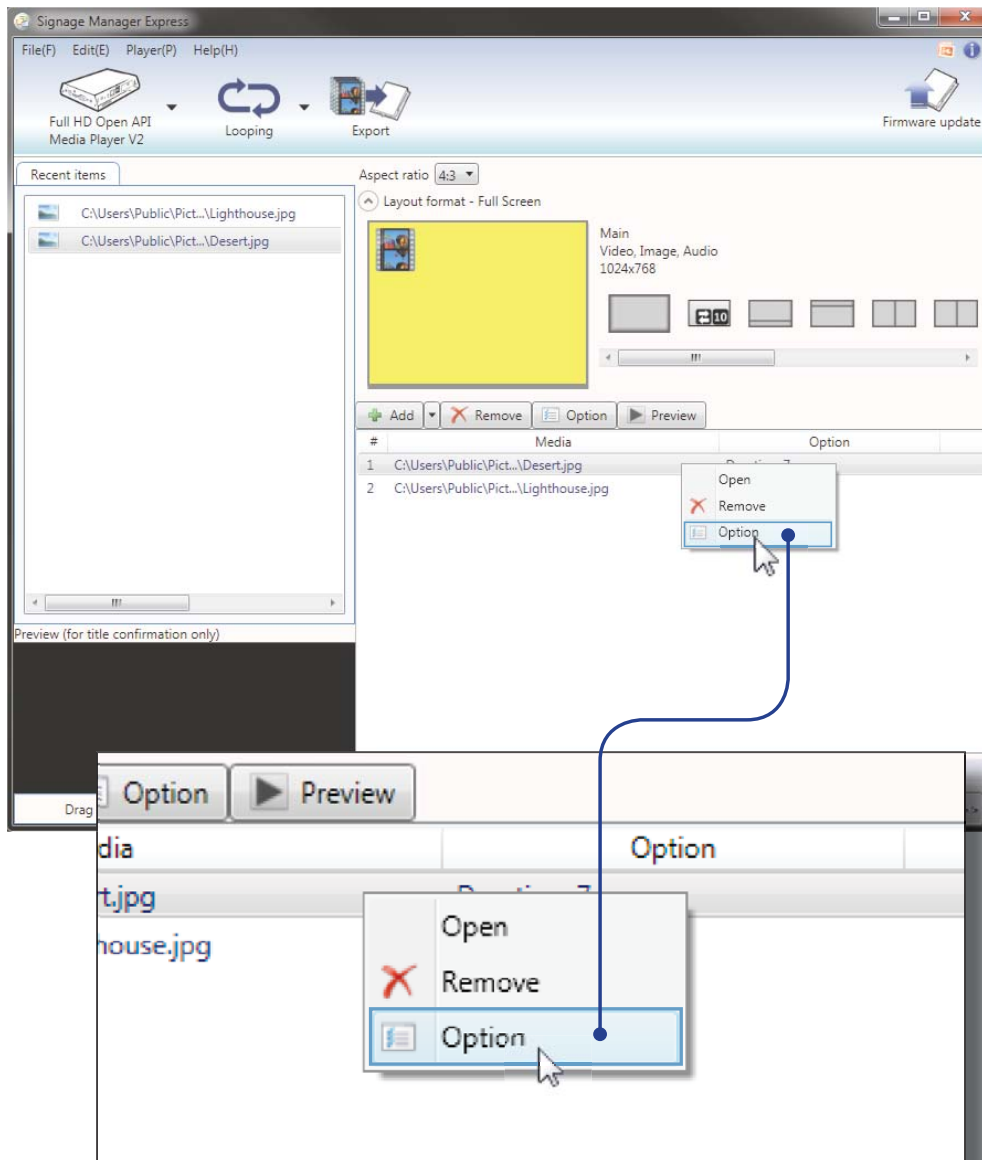 Signage Manager Express
File(F) Edit(E) Player(P) Help(H)
Full HD Open API
Media Player V2
Looping
Export
Firmware update
Recent items
C:\Users\Public\Pict...\Lighthouse.jpg
C:\Users\Public\Pict...\Desert.jpg
Aspect ratio 4:3
Layout format - Full Screen
Main
Video, Image, Audio
1024x768
10
Add Remove Option Preview
# Media Option
1 C:\Users\Public\Pict...\Desert.jpg
2 C:\Users\Public\Pict...\Lighthouse.jpg
Open
Remove
Option
Preview (for title confirmation only)
Drag
Option Preview
dia Option
t.jpg
house.jpg
Open
Remove
Option